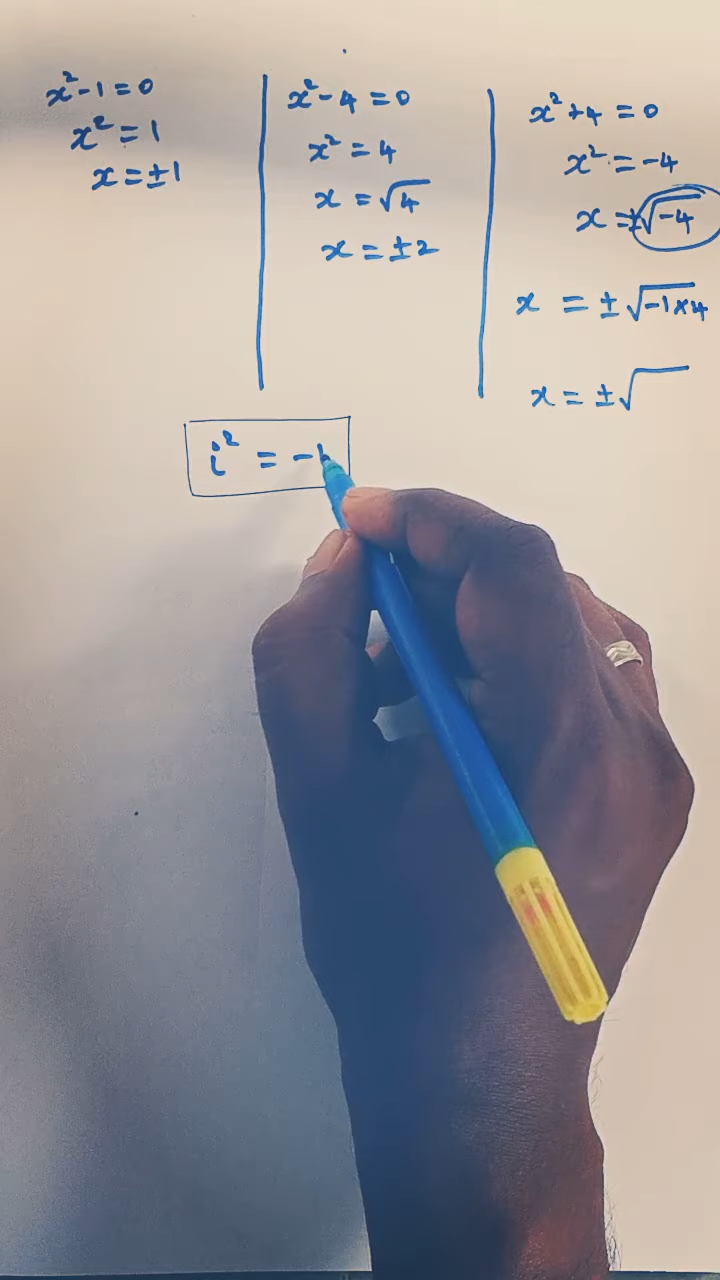 x² - 1 = 0
x² = 1
x = ±1
x² - 4 = 0
x² = 4
x = √4
x = ±2
x² + 4 = 0
x² = -4
x = ±√-4
x = ±√-1×4
x = ±√
i² = -1